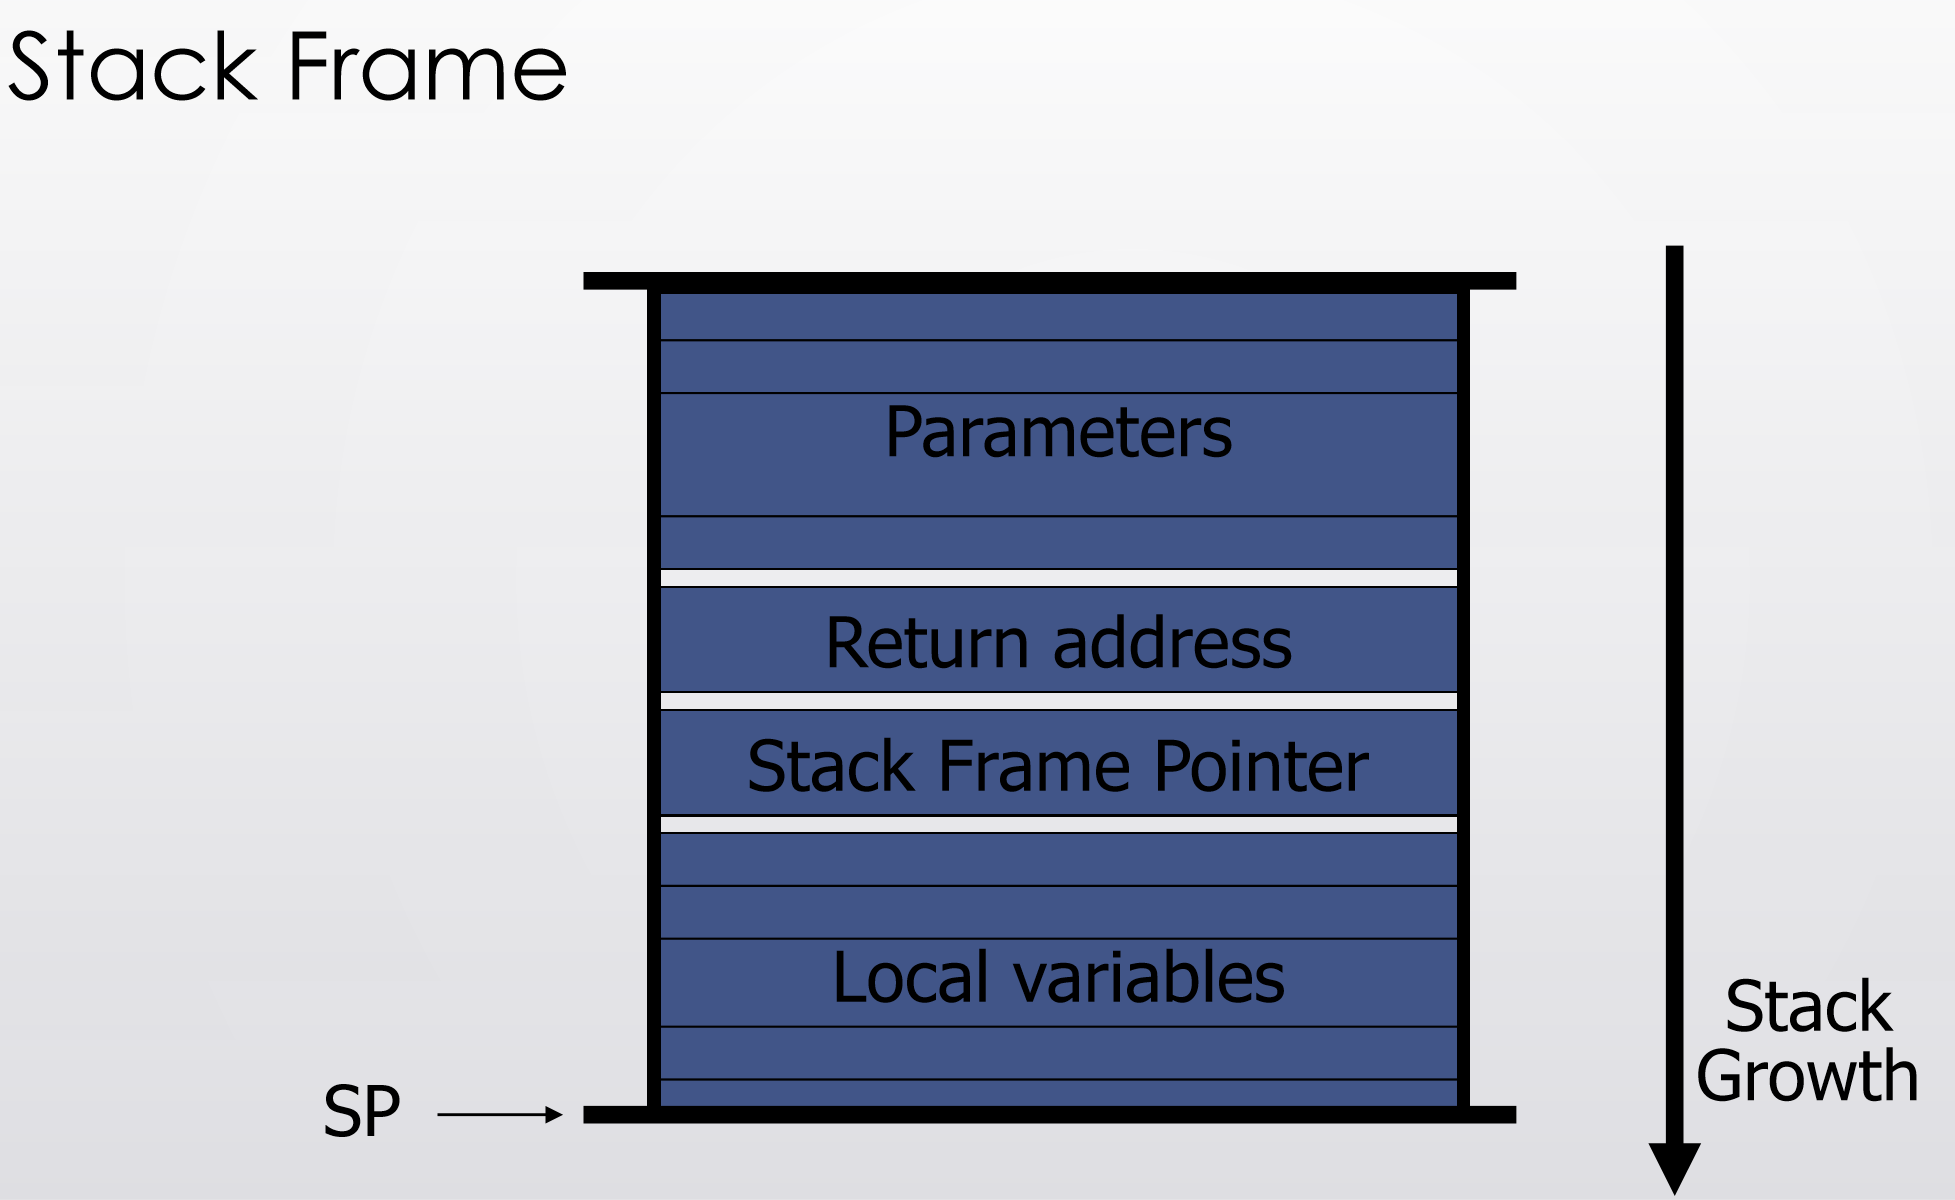 Stack Frame
Parameters
Return address
Stack Frame Pointer
Local variables
SP
Stack
Growth